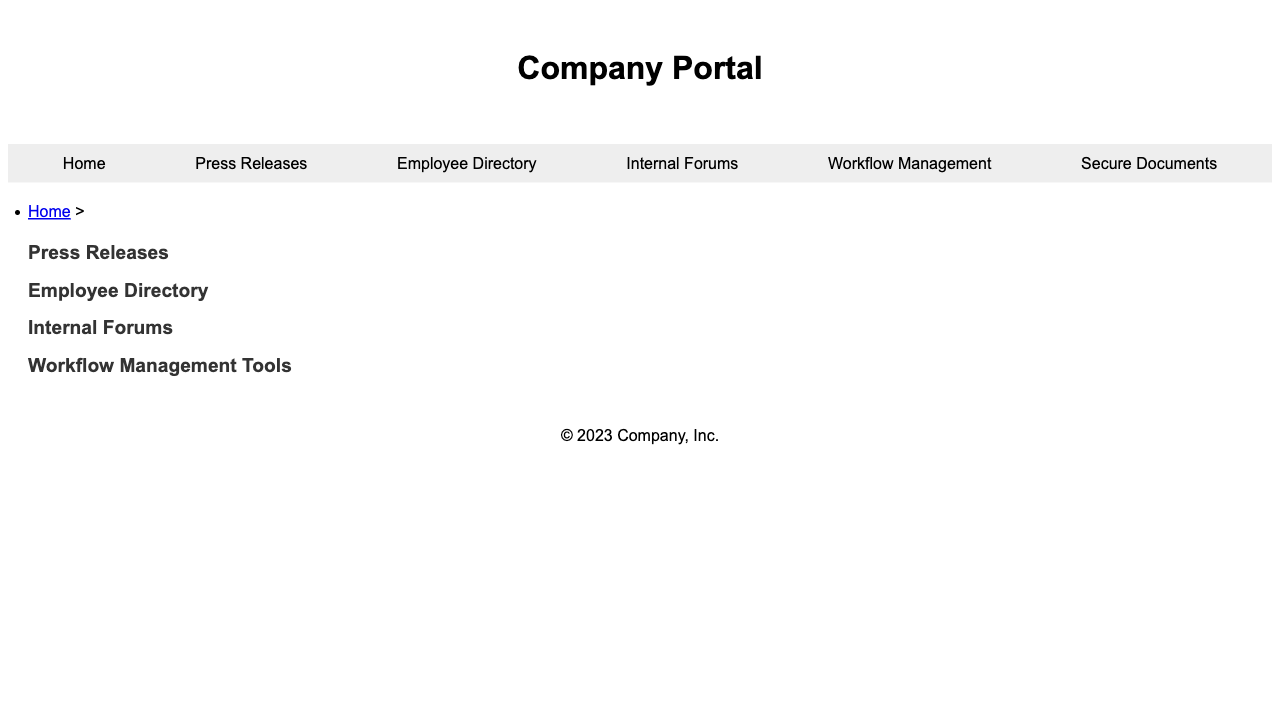 Company Portal
Home Press Releases Employee Directory Internal Forums Workflow Management Secure Documents
• Home >
Press Releases
Employee Directory
Internal Forums
Workflow Management Tools
© 2023 Company, Inc.